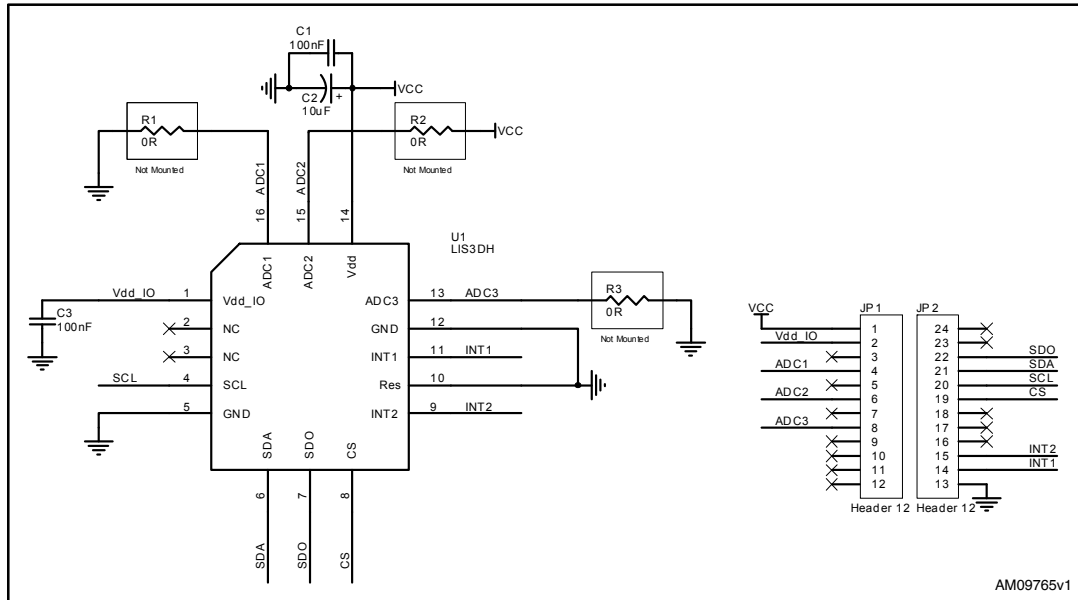 C1
100nF
C2
10uF
+
VCC
R1
0R
Not Mounted
R2
0R
Not Mounted
VCC
ADC1
ADC2
16
15
14
U1
LIS3DH
ADC1
ADC2
Vdd
Vdd_IO
1
Vdd_IO
C3
100nF
2
NC
3
NC
SCL
4
SCL
5
GND
ADC3
13
ADC3
GND
12
INT1
11
INT1
Res
10
INT2
9
INT2
R3
0R
Not Mounted
SDA
SDO
CS
6
7
8
SDA
SDO
CS
JP1
JP2
VCC
1
24
Vdd_IO
2
23
3
22
SDO
ADC1
4
21
SDA
5
20
SCL
ADC2
6
19
CS
7
18
ADC3
8
17
9
16
10
15
INT2
11
14
INT1
12
13
Header 12
Header 12
AM09765v1